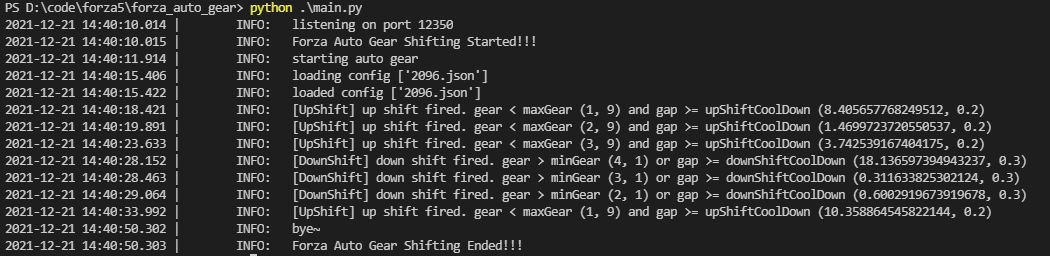 PS D:\code\forza5\forza_auto_gear> python .\main.py
2021-12-21 14:40:10.014 | INFO: listening on port 12350
2021-12-21 14:40:10.015 | INFO: Forza Auto Gear Shifting Started!!!
2021-12-21 14:40:11.914 | INFO: starting auto gear
2021-12-21 14:40:15.406 | INFO: loading config ['2096.json']
2021-12-21 14:40:15.422 | INFO: loaded config ['2096.json']
2021-12-21 14:40:18.421 | INFO: [UpShift] up shift fired. gear < maxGear (1, 9) and gap >= upShiftCoolDown (8.405657768249512, 0.2)
2021-12-21 14:40:19.891 | INFO: [UpShift] up shift fired. gear < maxGear (2, 9) and gap >= upShiftCoolDown (1.4699723720550537, 0.2)
2021-12-21 14:40:23.633 | INFO: [UpShift] up shift fired. gear < maxGear (3, 9) and gap >= upShiftCoolDown (3.742539167404175, 0.2)
2021-12-21 14:40:28.152 | INFO: [DownShift] down shift fired. gear > minGear (4, 1) or gap >= downShiftCoolDown (18.136597394943237, 0.3)
2021-12-21 14:40:28.463 | INFO: [DownShift] down shift fired. gear > minGear (3, 1) or gap >= downShiftCoolDown (0.311633825302124, 0.3)
2021-12-21 14:40:29.064 | INFO: [DownShift] down shift fired. gear > minGear (2, 1) or gap >= downShiftCoolDown (0.6002919673919678, 0.3)
2021-12-21 14:40:33.992 | INFO: [UpShift] up shift fired. gear < maxGear (1, 9) and gap >= upShiftCoolDown (10.358864545822144, 0.2)
2021-12-21 14:40:50.302 | INFO: bye~
2021-12-21 14:40:50.303 | INFO: Forza Auto Gear Shifting Ended!!!